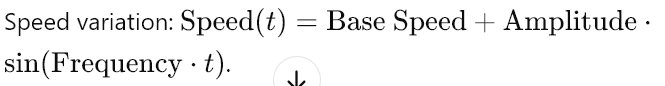 Speed variation: Speed(t) = Base Speed + Amplitude ·
sin(Frequency · t).